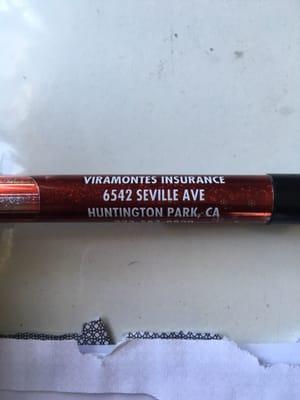 VIRAMONTES INSURANCE
6542 SEVILLE AVE
HUNTINGTON PARK, CA